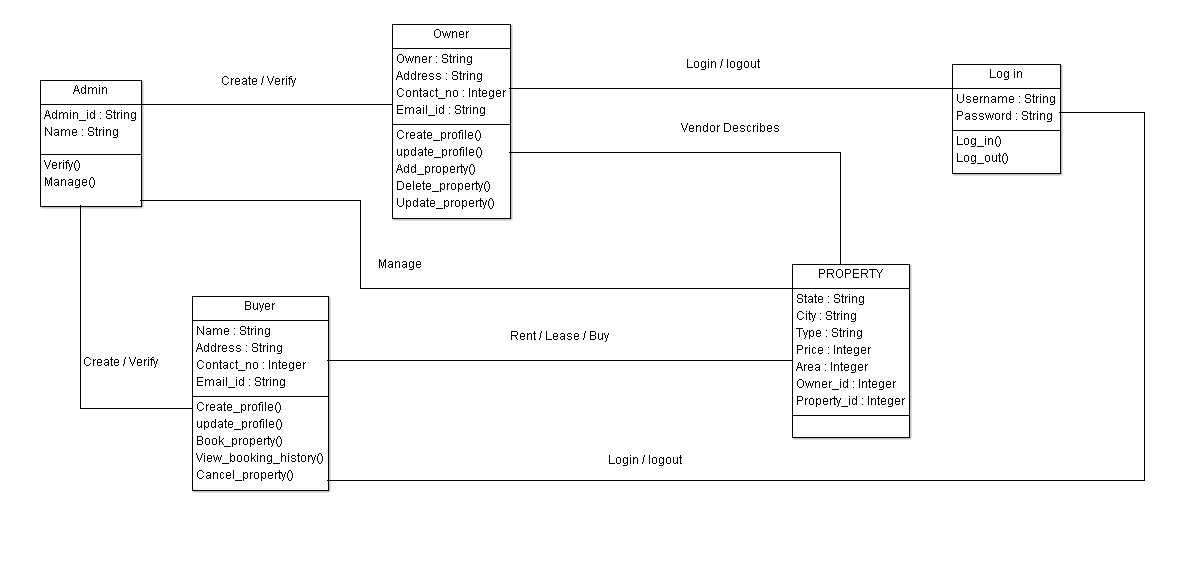 Owner
Owner : String
Address : String
Contact_no : Integer
Email_id : String
Create_profile()
update_profile()
Add_property()
Delete_property()
Update_property()
Create / Verify
Login / logout
Admin
Admin_id : String
Name : String
Verify()
Manage()
Log in
Username : String
Password : String
Log_in()
Log_out()
Vendor Describes
Manage
PROPERTY
State : String
City : String
Type : String
Price : Integer
Area : Integer
Owner_id : Integer
Property_id : Integer
Buyer
Name : String
Address : String
Contact_no : Integer
Email_id : String
Create_profile()
update_profile()
Book_property()
View_booking_history()
Cancel_property()
Rent / Lease / Buy
Create / Verify
Login / logout